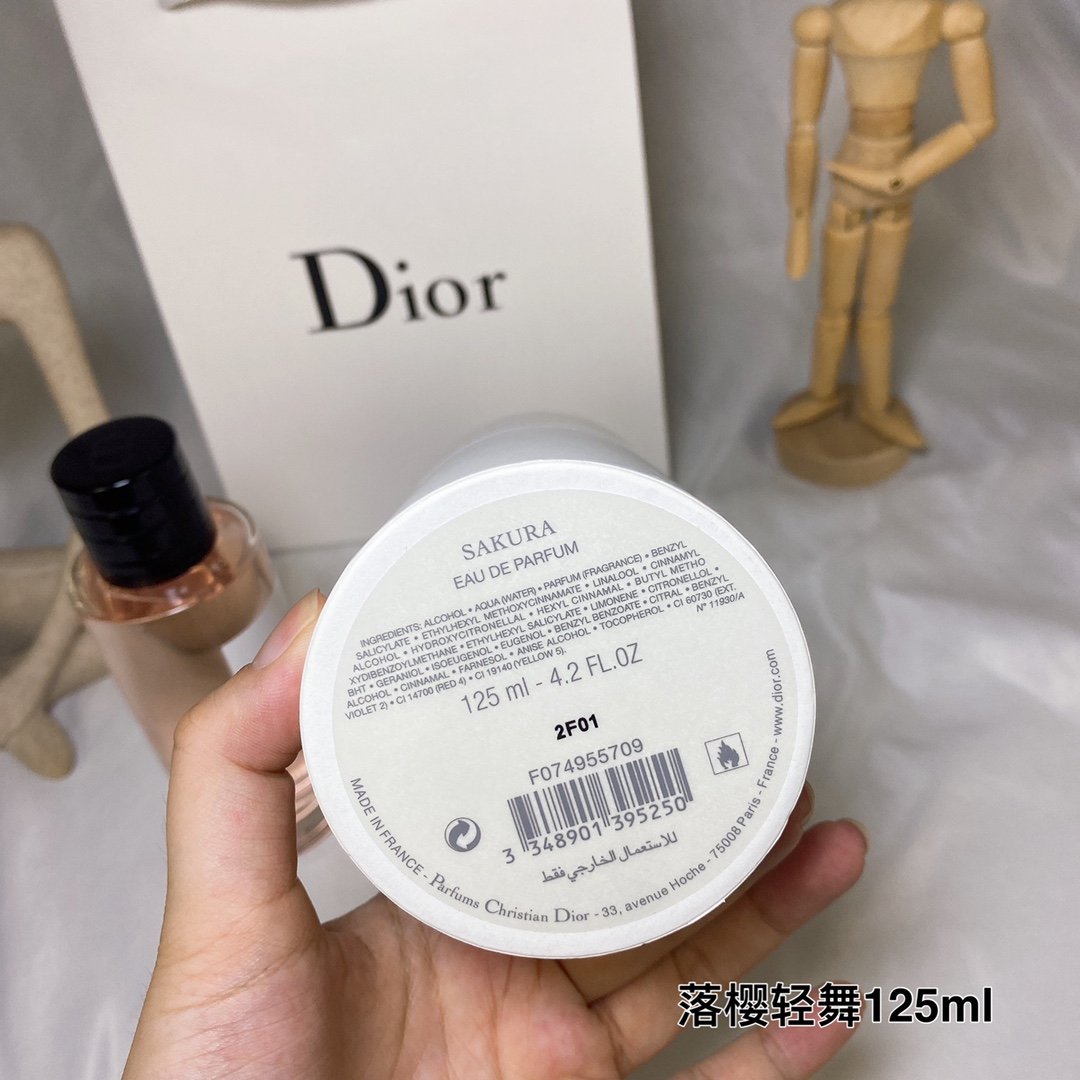 Dior
SAKURA
EAU DE PARFUM
INGREDIENTS: ALCOHOL • AQUA (WATER) • PARFUM (FRAGRANCE) • BENZYL
SALICYLATE • ETHYLHEXYL METHOXYCINNAMATE • LINALOOL • CINNAMYL
ALCOHOL • HYDROXYCITRONELLAL • HEXYL CINNAMAL • BUTYL METHO
XYDIBENZOYLMETHANE • ETHYLHEXYL SALICYLATE • LIMONENE • CITRONELLOL •
BHT • GERANIOL • ISOEUGENOL • EUGENOL • BENZYL BENZOATE • CITRAL • BENZYL
ALCOHOL • CINNAMAL • FARNESOL • ANISE ALCOHOL • TOCOPHEROL • CI 60730 (EXT.
VIOLET 2) • CI 14700 (RED 4) • CI 19140 (YELLOW 5).
N° 11930/A
125 ml - 4.2 FL.OZ
2F01
F074955709
3 348901 395250
للاستعمال الخارجي فقط
MADE IN FRANCE - Parfums Christian Dior - 33, avenue Hoche - 75008 Paris - France - www.dior.com
落樱轻舞125ml